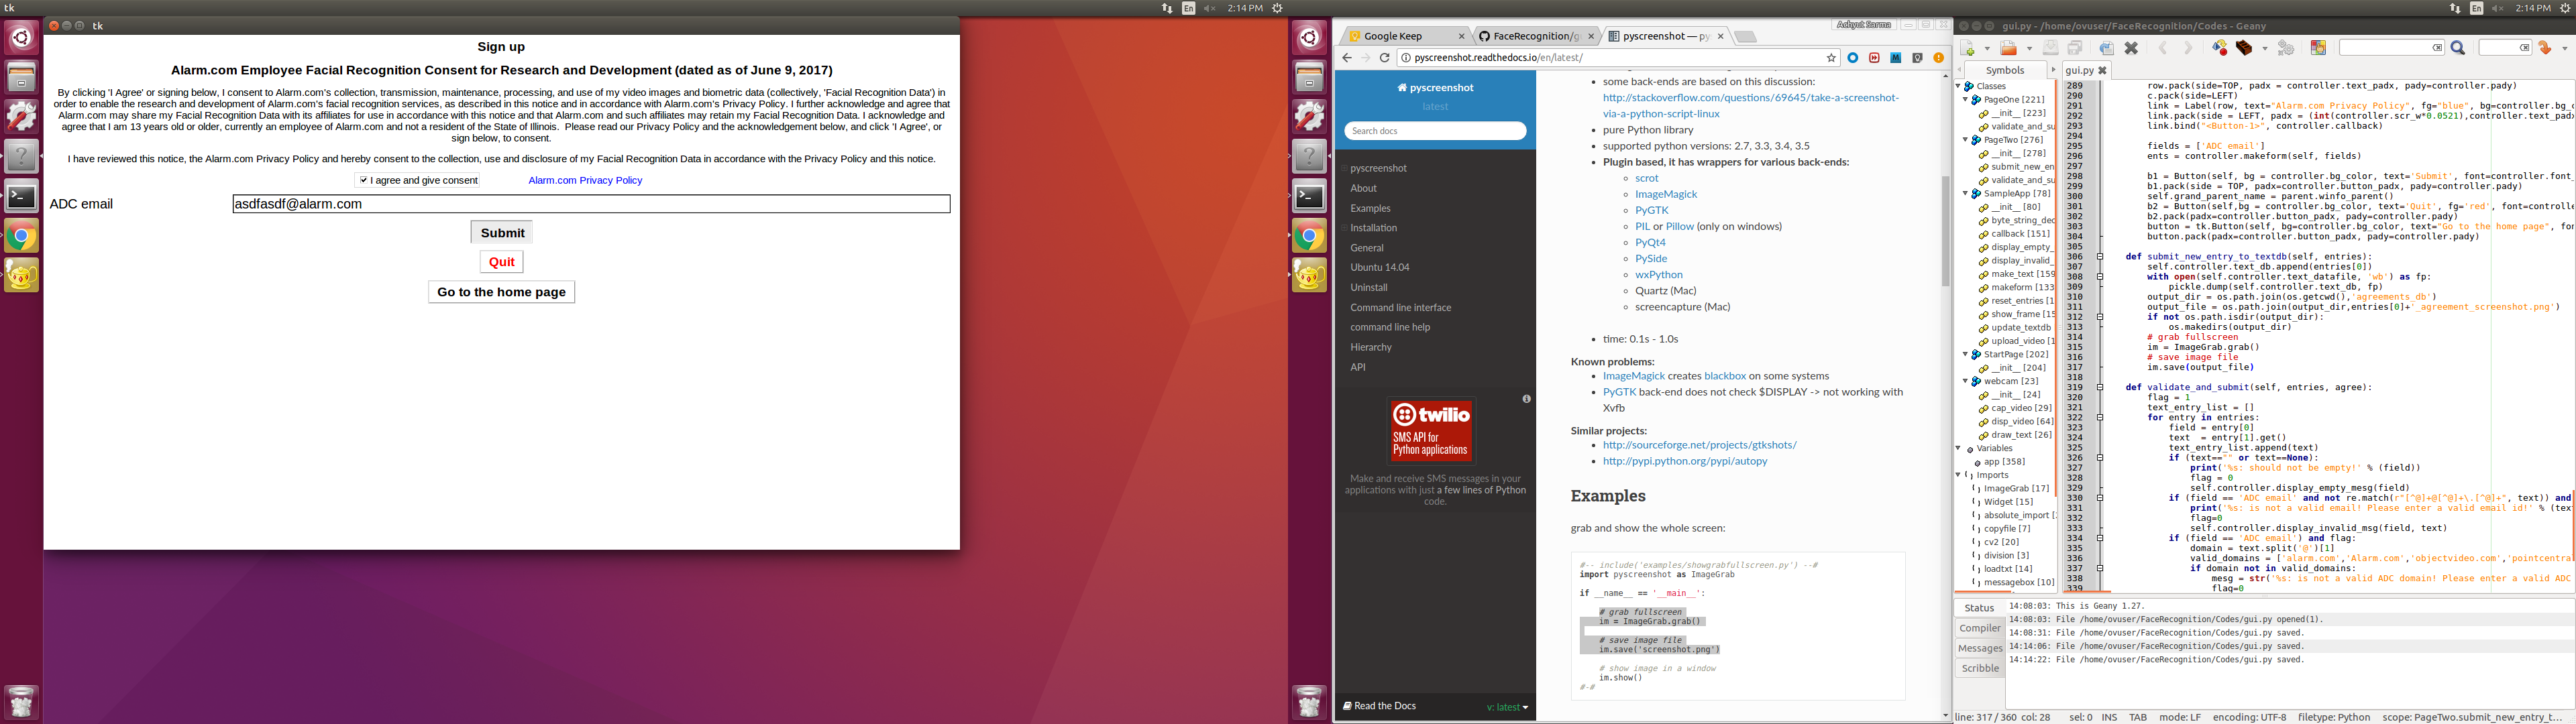 tk
En
2:14 PM
tk
Sign up
Alarm.com Employee Facial Recognition Consent for Research and Development (dated as of June 9, 2017)
By clicking 'I Agree' or signing below, I consent to Alarm.com's collection, transmission, maintenance, processing, and use of my video images and biometric data (collectively, 'Facial Recognition Data') in
order to enable the research and development of Alarm.com's facial recognition services, as described in this notice and in accordance with Alarm.com's Privacy Policy. I further acknowledge and agree that
Alarm.com may share my Facial Recognition Data with its affiliates for use in accordance with this notice and that Alarm.com and such affiliates may retain my Facial Recognition Data. I acknowledge and
agree that I am 13 years old or older, currently an employee of Alarm.com and not a resident of the State of Illinois.  Please read our Privacy Policy and the acknowledgement below, and click 'I Agree', or
sign below, to consent.
I have reviewed this notice, the Alarm.com Privacy Policy and hereby consent to the collection, use and disclosure of my Facial Recognition Data in accordance with the Privacy Policy and this notice.
I agree and give consent
Alarm.com Privacy Policy
ADC email
asdfasdf@alarm.com
Submit
Quit
Go to the home page
En
2:14 PM
Achyut Sarma
Google Keep
FaceRecognition/g
pyscreenshot — py
pyscreenshot.readthedocs.io/en/latest/
pyscreenshot
latest
Search docs
pyscreenshot
About
Examples
Installation
General
Ubuntu 14.04
Uninstall
Command line interface
command line help
Hierarchy
API
twilio
SMS API for
Python applications
Make and receive SMS messages in your
applications with just a few lines of Python
code.
Read the Docs
v: latest
some back-ends are based on this discussion:
http://stackoverflow.com/questions/69645/take-a-screenshot-
via-a-python-script-linux
pure Python library
supported python versions: 2.7, 3.3, 3.4, 3.5
Plugin based, it has wrappers for various back-ends:
scrot
ImageMagick
PyGTK
PIL or Pillow (only on windows)
PyQt4
PySide
wxPython
Quartz (Mac)
screencapture (Mac)
time: 0.1s - 1.0s
Known problems:
ImageMagick creates blackbox on some systems
PyGTK back-end does not check $DISPLAY -> not working with
Xvfb
Similar projects:
http://sourceforge.net/projects/gtkshots/
http://pypi.python.org/pypi/autopy
Examples
grab and show the whole screen:
#-- include('examples/showgrabfullscreen.py') --#
import pyscreenshot as ImageGrab
if __name__ == '__main__':
# grab fullscreen
im = ImageGrab.grab()
# save image file
im.save('screenshot.png')
# show image in a window
im.show()
#-#
gui.py - /home/ovuser/FaceRecognition/Codes - Geany
Symbols
Classes
PageOne [221]
__init__ [223]
validate_and_su
PageTwo [276]
__init__ [278]
submit_new_en
validate_and_su
SampleApp [78]
__init__ [80]
byte_string_dec
callback [151]
display_empty_
display_invalid_
make_text [159
makeform [133
reset_entries [1
show_frame [15
update_textdb
upload_video [1
StartPage [202]
__init__ [204]
webcam [23]
__init__ [24]
cap_video [29]
disp_video [64]
draw_text [26]
Variables
app [358]
Imports
ImageGrab [17]
Widget [15]
absolute_import [
copyfile [7]
cv2 [20]
division [3]
loadtxt [14]
messagebox [10]
gui.py
289 row.pack(side=TOP, padx = controller.text_padx, pady=controller.pady)
290 c.pack(side=LEFT)
291 link = Label(row, text="Alarm.com Privacy Policy", fg="blue", bg=controller.bg_c
292 link.pack(side = LEFT, padx = (int(controller.scr_w*0.0521),controller.text_padx
293 link.bind("<Button-1>", controller.callback)
294
295 fields = ['ADC email']
296 ents = controller.makeform(self, fields)
297
298 b1 = Button(self, bg = controller.bg_color, text='Submit', font=controller.font_
299 b1.pack(side = TOP, padx=controller.button_padx, pady=controller.pady)
300 self.grand_parent_name = parent.winfo_parent()
301 b2 = Button(self,bg = controller.bg_color, text='Quit', fg='red', font=controlle
302 b2.pack(padx=controller.button_padx, pady=controller.pady)
303 button = tk.Button(self, bg=controller.bg_color, text="Go to the home page", fon
304 button.pack(padx=controller.button_padx, pady=controller.pady)
305
306 def submit_new_entry_to_textdb(self, entries):
307 self.controller.text_db.append(entries[0])
308 with open(self.controller.text_datafile, 'wb') as fp:
309 pickle.dump(self.controller.text_db, fp)
310 output_dir = os.path.join(os.getcwd(),'agreements_db')
311 output_file = os.path.join(output_dir,entries[0]+'_agreement_screenshot.png')
312 if not os.path.isdir(output_dir):
313 os.makedirs(output_dir)
314 # grab fullscreen
315 im = ImageGrab.grab()
316 # save image file
317 im.save(output_file)
318
319 def validate_and_submit(self, entries, agree):
320 flag = 1
321 text_entry_list = []
322 for entry in entries:
323 field = entry[0]
324 text  = entry[1].get()
325 text_entry_list.append(text)
326 if (text=="" or text==None):
327 print('%s: should not be empty!' % (field))
328 flag = 0
329 self.controller.display_empty_mesg(field)
330 if (field == 'ADC email' and not re.match(r"[^@]+@[^@]+\.[^@]+", text)) and
331 print('%s: is not a valid email! Please enter a valid email id!' % (tex
332 flag=0
333 self.controller.display_invalid_msg(field, text)
334 if (field == 'ADC email') and flag:
335 domain = text.split('@')[1]
336 valid_domains = ['alarm.com','Alarm.com','objectvideo.com','pointcentra
337 if domain not in valid_domains:
338 mesg = str('%s: is not a valid ADC domain! Please enter a valid ADC
339 flag=0
Status
Compiler
Messages
Scribble
14:08:03: This is Geany 1.27.
14:08:03: File /home/ovuser/FaceRecognition/Codes/gui.py opened(1).
14:08:31: File /home/ovuser/FaceRecognition/Codes/gui.py saved.
14:14:06: File /home/ovuser/FaceRecognition/Codes/gui.py saved.
14:14:22: File /home/ovuser/FaceRecognition/Codes/gui.py saved.
line: 317 / 360  col: 28  sel: 0  INS  TAB  mode: LF  encoding: UTF-8  filetype: Python  scope: PageTwo.submit_new_entry_t...